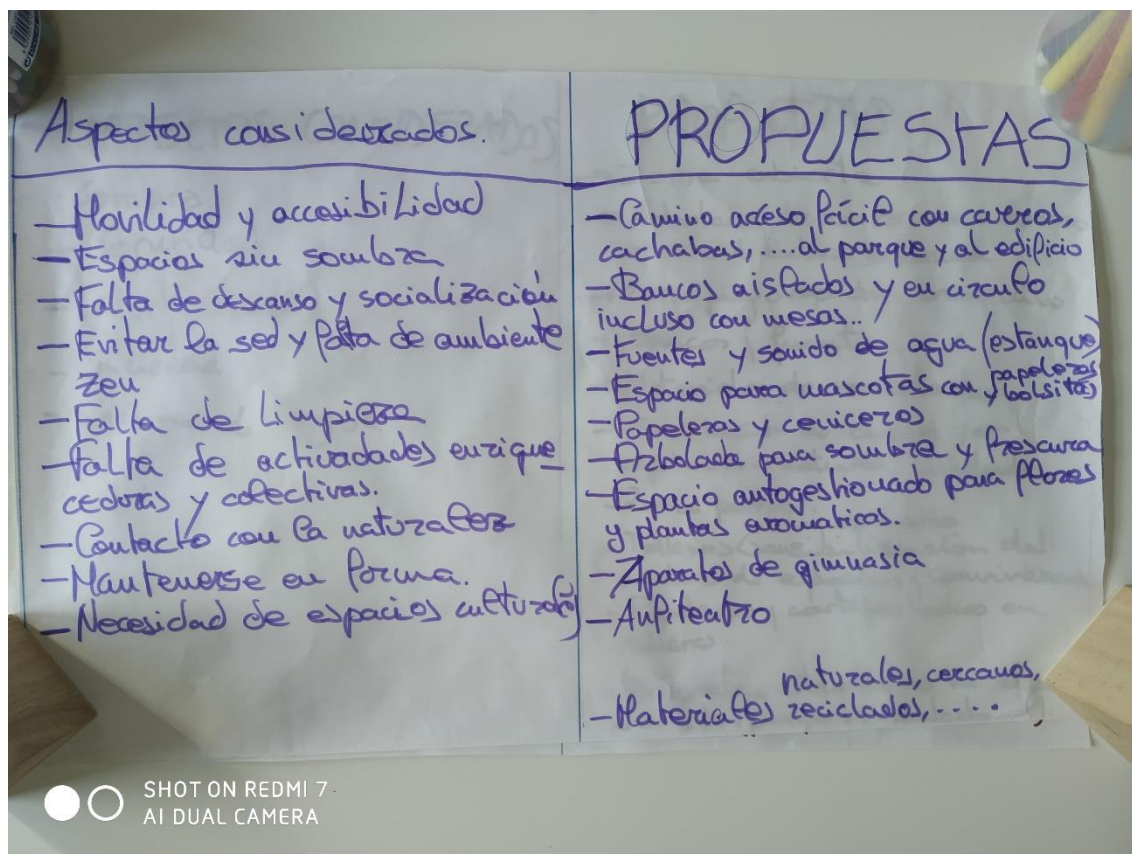 Aspectos considerados.
- Movilidad y accesibilidad
- Espacios sin sombra
- Falta de descanso y socialización
- Evitar la sed y falta de ambiente
zen
- Falta de Limpieza
- Falta de activadades enrique_
cedoras y colectivas.
- Contacto con la naturaleza
- Mantenerse en forma.
- Necesidad de espacios culturales
PROPUESTAS
- Camino acceso fácil con
cachabas, .... al parque y al edificio
- Bancos aislados y en circulo
incluso con mesas..
- Fuentes y sonido de agua (estanque)
- Espacio para mascotas con papeleras
y bolsitas
- Papeleras y ceniceros
- Arbolada para sombra y frescura
- Espacio autogestionado para flores
y plantas aromaticas.
- Aparatos de gimnasia
- Anfiteatro
naturales, cercanos,
- Materiales reciclados, ....
SHOT ON REDMI 7
AI DUAL CAMERA